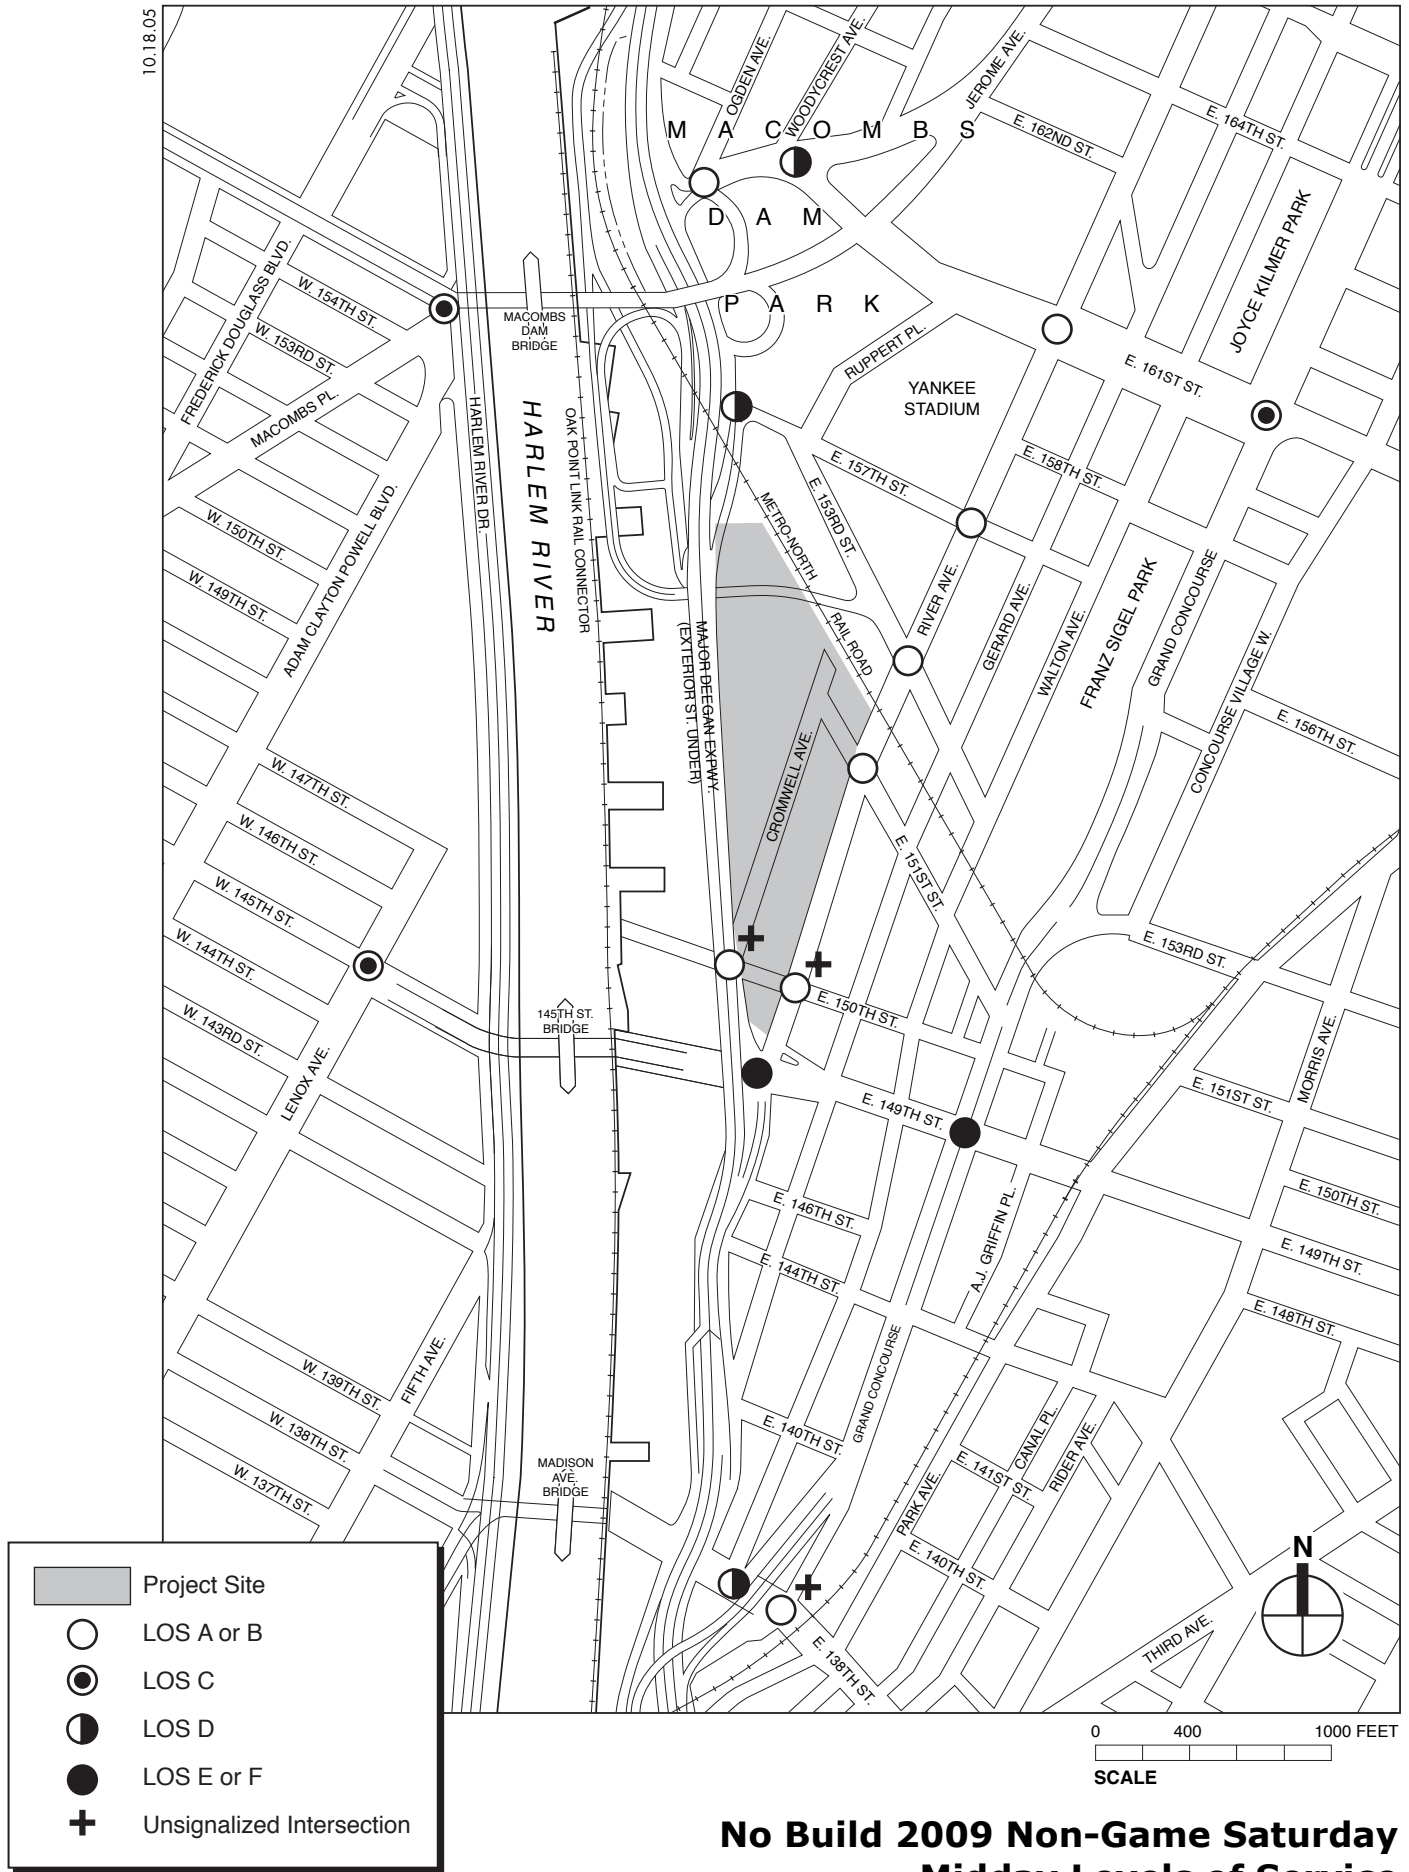 10.18.05
OGDEN AVE.
WOODYCREST AVE.
JEROME AVE.
E. 162ND ST.
E. 164TH ST.
MACOMBS
DAM
PARK
JOYCE KILMER PARK
FREDERICK DOUGLASS BLVD.
W. 154TH ST.
W. 153RD ST.
MACOMBS PL.
MACOMBS
DAM
BRIDGE
RUPPERT PL.
YANKEE
STADIUM
E. 161ST ST.
HARLEM RIVER DR.
HARLEM RIVER
OAK POINT LINK RAIL CONNECTOR
E. 157TH ST.
E. 158TH ST.
E. 153RD ST.
METRO-NORTH
RAIL ROAD
W. 150TH ST.
W. 149TH ST.
ADAM CLAYTON POWELL BLVD.
RIVER AVE.
GERARD AVE.
WALTON AVE.
FRANZ SIGEL PARK
GRAND CONCOURSE
CONCOURSE VILLAGE W.
E. 156TH ST.
MAJOR DEEGAN EXPWY.
(EXTERIOR ST. UNDER)
CROMWELL AVE.
E. 151ST ST.
W. 147TH ST.
W. 146TH ST.
W. 145TH ST.
W. 144TH ST.
W. 143RD ST.
LENOX AVE.
145TH ST.
BRIDGE
E. 150TH ST.
E. 153RD ST.
MORRIS AVE.
E. 151ST ST.
E. 149TH ST.
E. 150TH ST.
E. 149TH ST.
E. 148TH ST.
E. 146TH ST.
E. 144TH ST.
A.J. GRIFFIN PL.
GRAND CONCOURSE
W. 139TH ST.
W. 138TH ST.
W. 137TH ST.
FIFTH AVE.
MADISON
AVE.
BRIDGE
E. 140TH ST.
CANAL PL.
RIDER AVE.
E. 141ST ST.
PARK AVE.
E. 140TH ST.
E. 138TH ST.
THIRD AVE.
N
Project Site
LOS A or B
LOS C
LOS D
LOS E or F
Unsignalized Intersection
0 400 1000 FEET
SCALE
No Build 2009 Non-Game Saturday
Midday Levels of Service